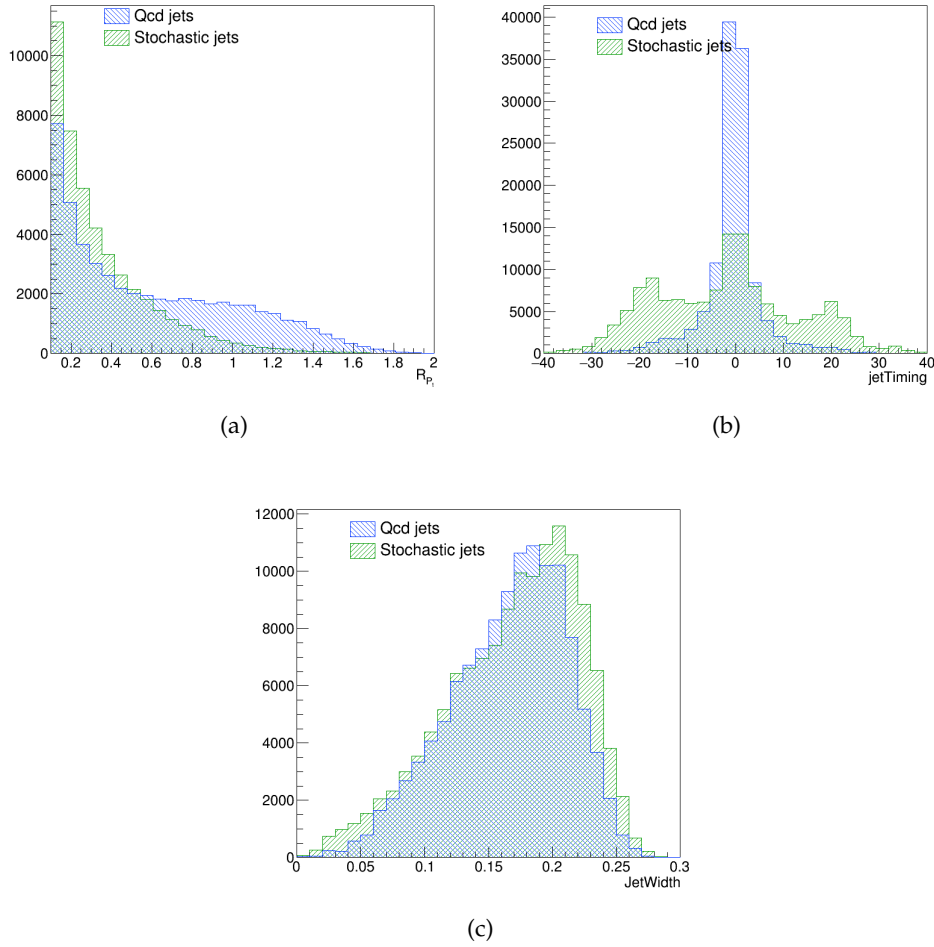 Qcd jets
Stochastic jets
10000
8000
6000
4000
2000
0
0.2 0.4 0.6 0.8 1 1.2 1.4 1.6 1.8 2
R_{P_t}
(a)
Qcd jets
Stochastic jets
40000
35000
30000
25000
20000
15000
10000
5000
0
−40 −30 −20 −10 0 10 20 30 40
jetTiming
(b)
Qcd jets
Stochastic jets
12000
10000
8000
6000
4000
2000
0
0 0.05 0.1 0.15 0.2 0.25 0.3
JetWidth
(c)